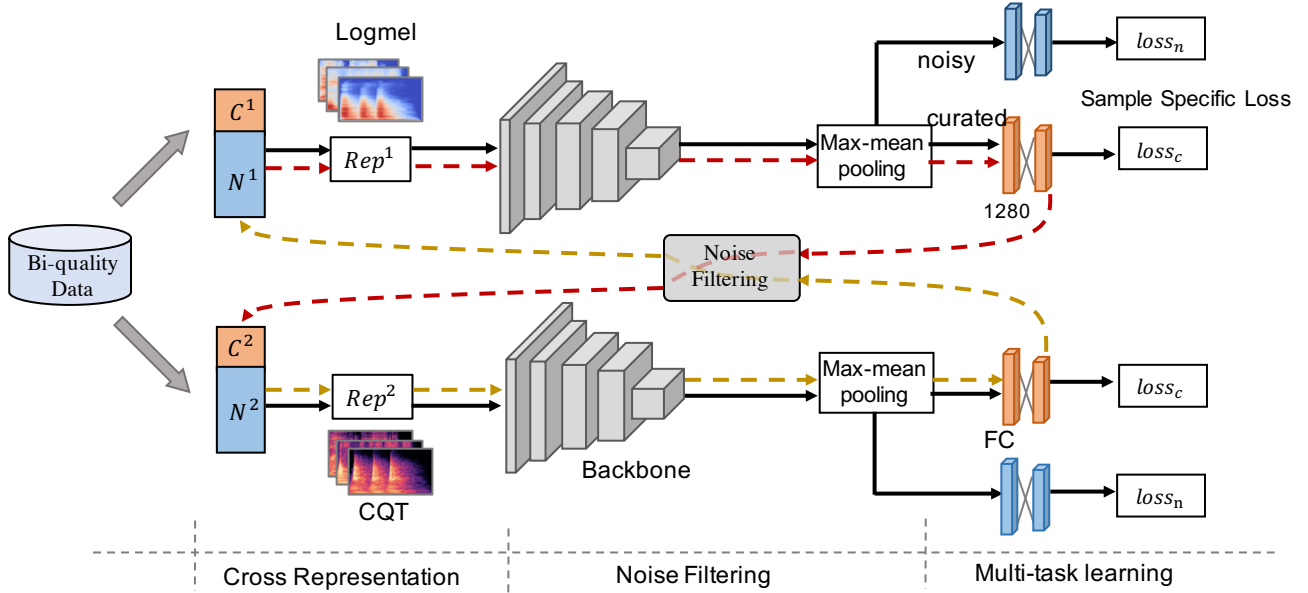 Logmel
noisy
loss_n
Sample Specific Loss
C^1
N^1
Rep^1
Max-mean
pooling
curated
loss_c
1280
Bi-quality
Data
Noise
Filtering
C^2
N^2
Rep^2
Max-mean
pooling
loss_c
FC
Backbone
CQT
loss_n
Cross Representation
Noise Filtering
Multi-task learning